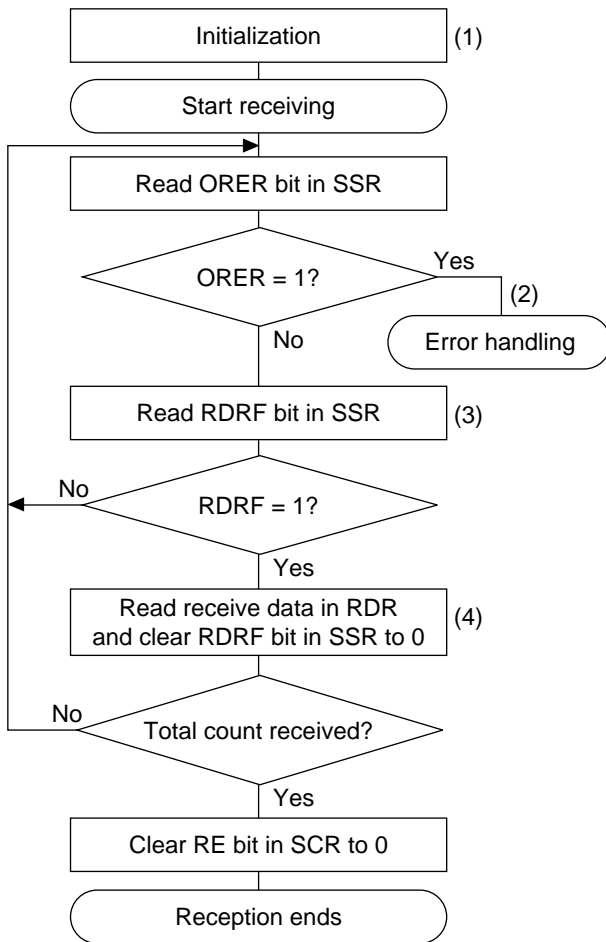 Initialization
(1)
Start receiving
Read ORER bit in SSR
ORER = 1?
Yes
(2)
Error handling
No
Read RDRF bit in SSR
(3)
No
RDRF = 1?
Yes
Read receive data in RDR
and clear RDRF bit in SSR to 0
(4)
No
Total count received?
Yes
Clear RE bit in SCR to 0
Reception ends